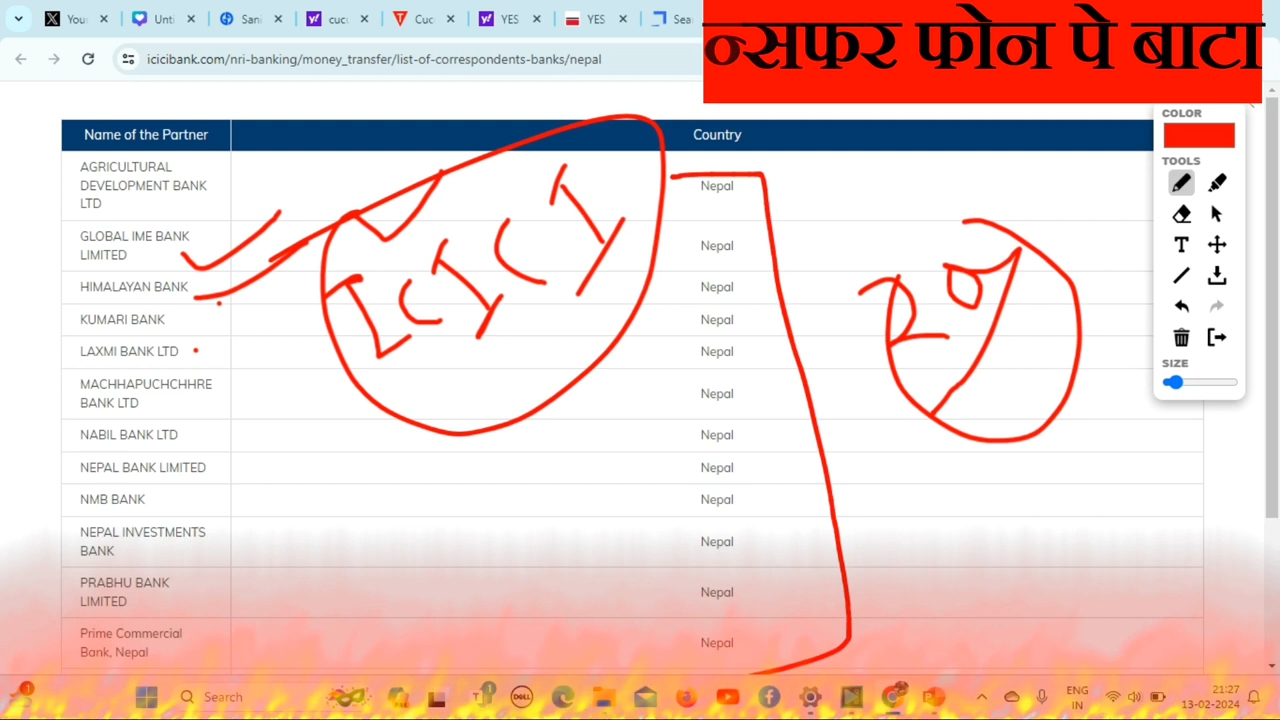 You
Unti
Sani
cucu
Cuc
YES
YES
Sea
न्सफर फोन पे बाटा
icicibank.com/nri-banking/money_transfer/list-of-correspondents-banks/nepal
COLOR
TOOLS
SIZE
Name of the Partner Country
AGRICULTURAL
DEVELOPMENT BANK
LTD
Nepal
GLOBAL IME BANK
LIMITED
Nepal
HIMALAYAN BANK Nepal
KUMARI BANK Nepal
LAXMI BANK LTD Nepal
MACHHAPUCHCHHRE
BANK LTD
Nepal
NABIL BANK LTD Nepal
NEPAL BANK LIMITED Nepal
NMB BANK Nepal
NEPAL INVESTMENTS
BANK
Nepal
PRABHU BANK
LIMITED
Nepal
Prime Commercial
Bank, Nepal
Nepal
ICICI
20
Search
DELL
ENG
IN
21:27
13-02-2024